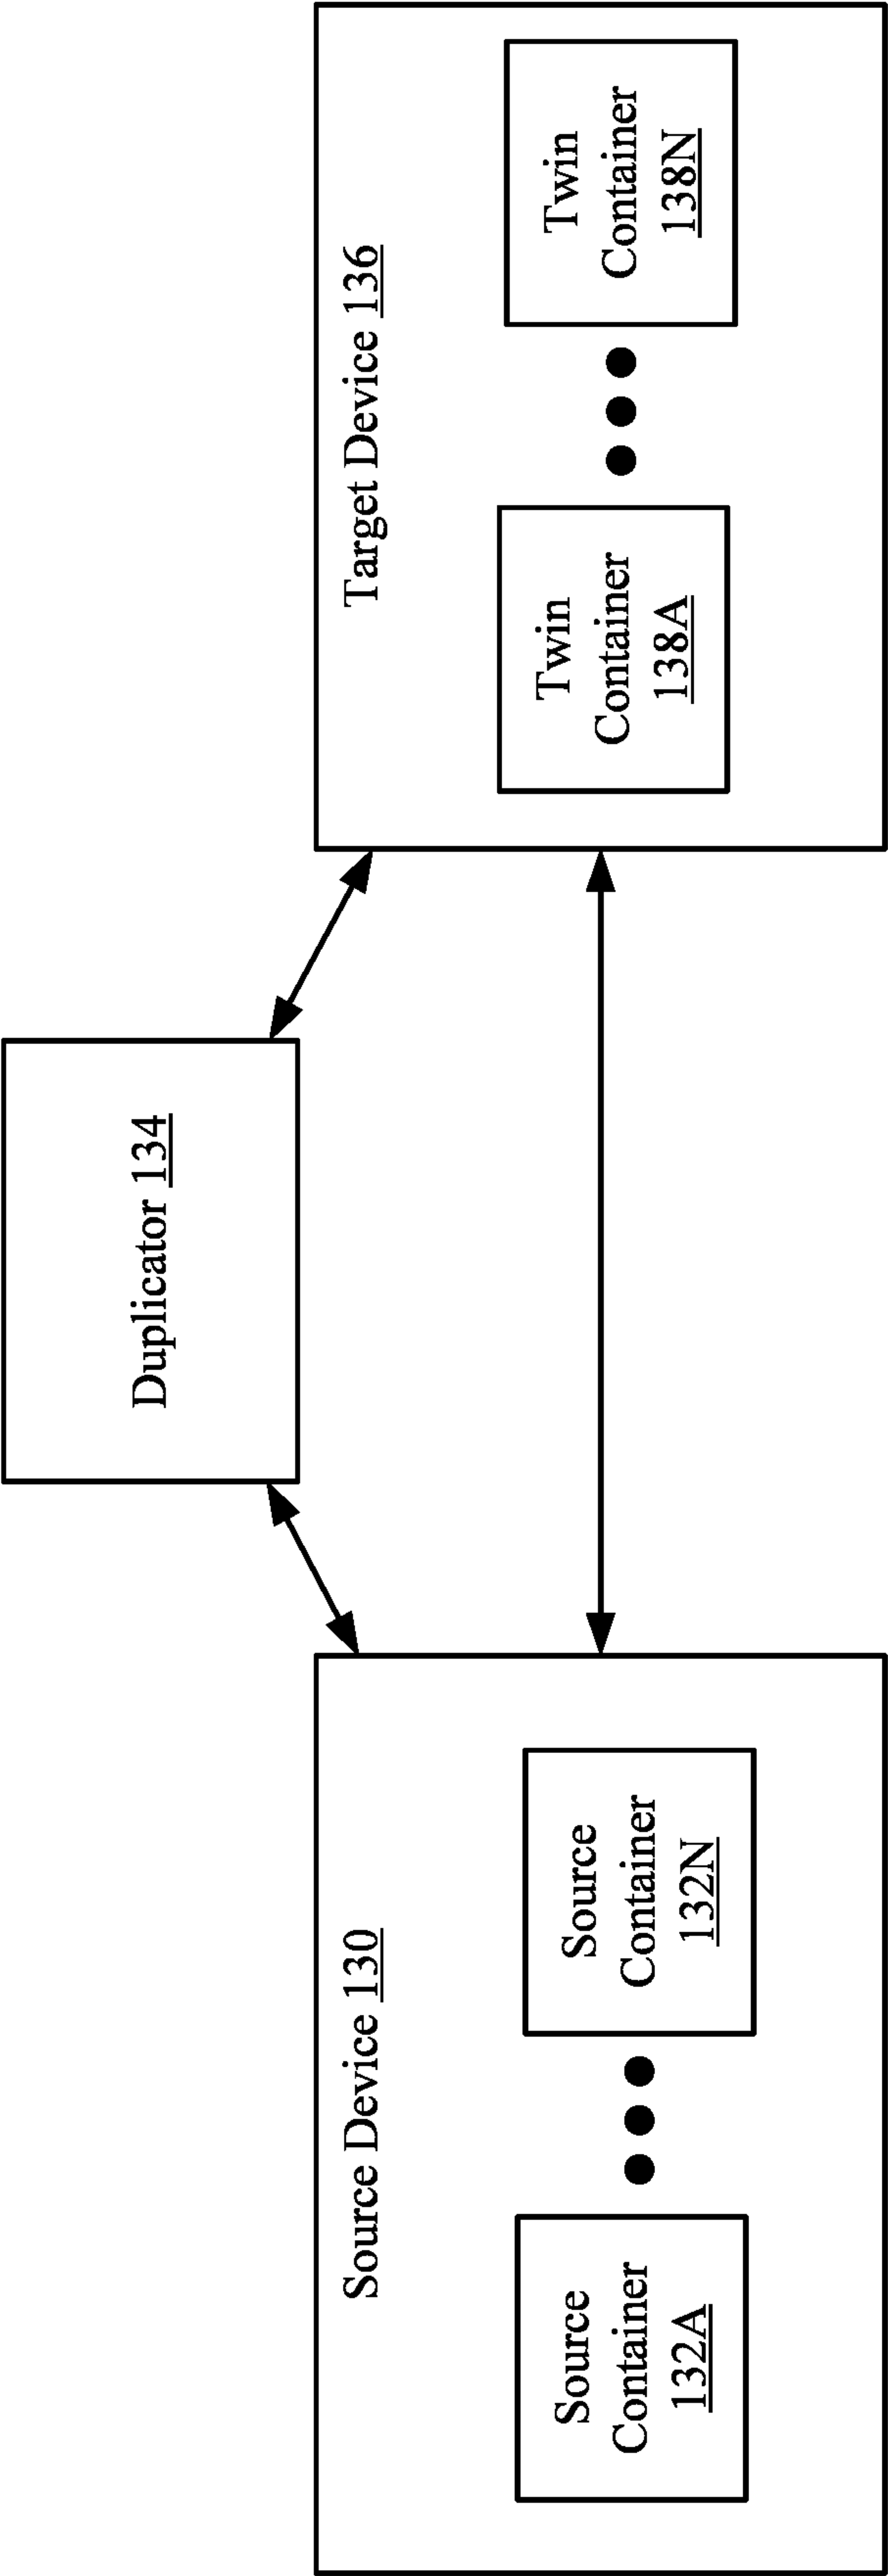 Duplicator 134
Source Device 130
Source
Container
132A
Source
Container
132N
Target Device 136
Twin
Container
138A
Twin
Container
138N